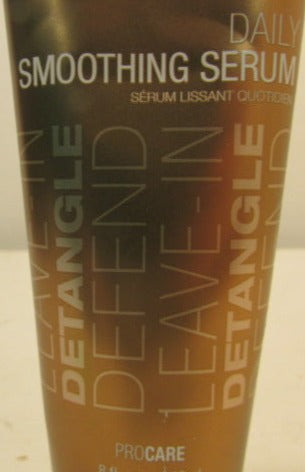 DAILY
SMOOTHING SERUM
SÉRUM LISSANT QUOTIDIEN
LEAVE-IN
DETANGLE
DEFEND
LEAVE-IN
DETANGLE
DEFEND
PROCARE